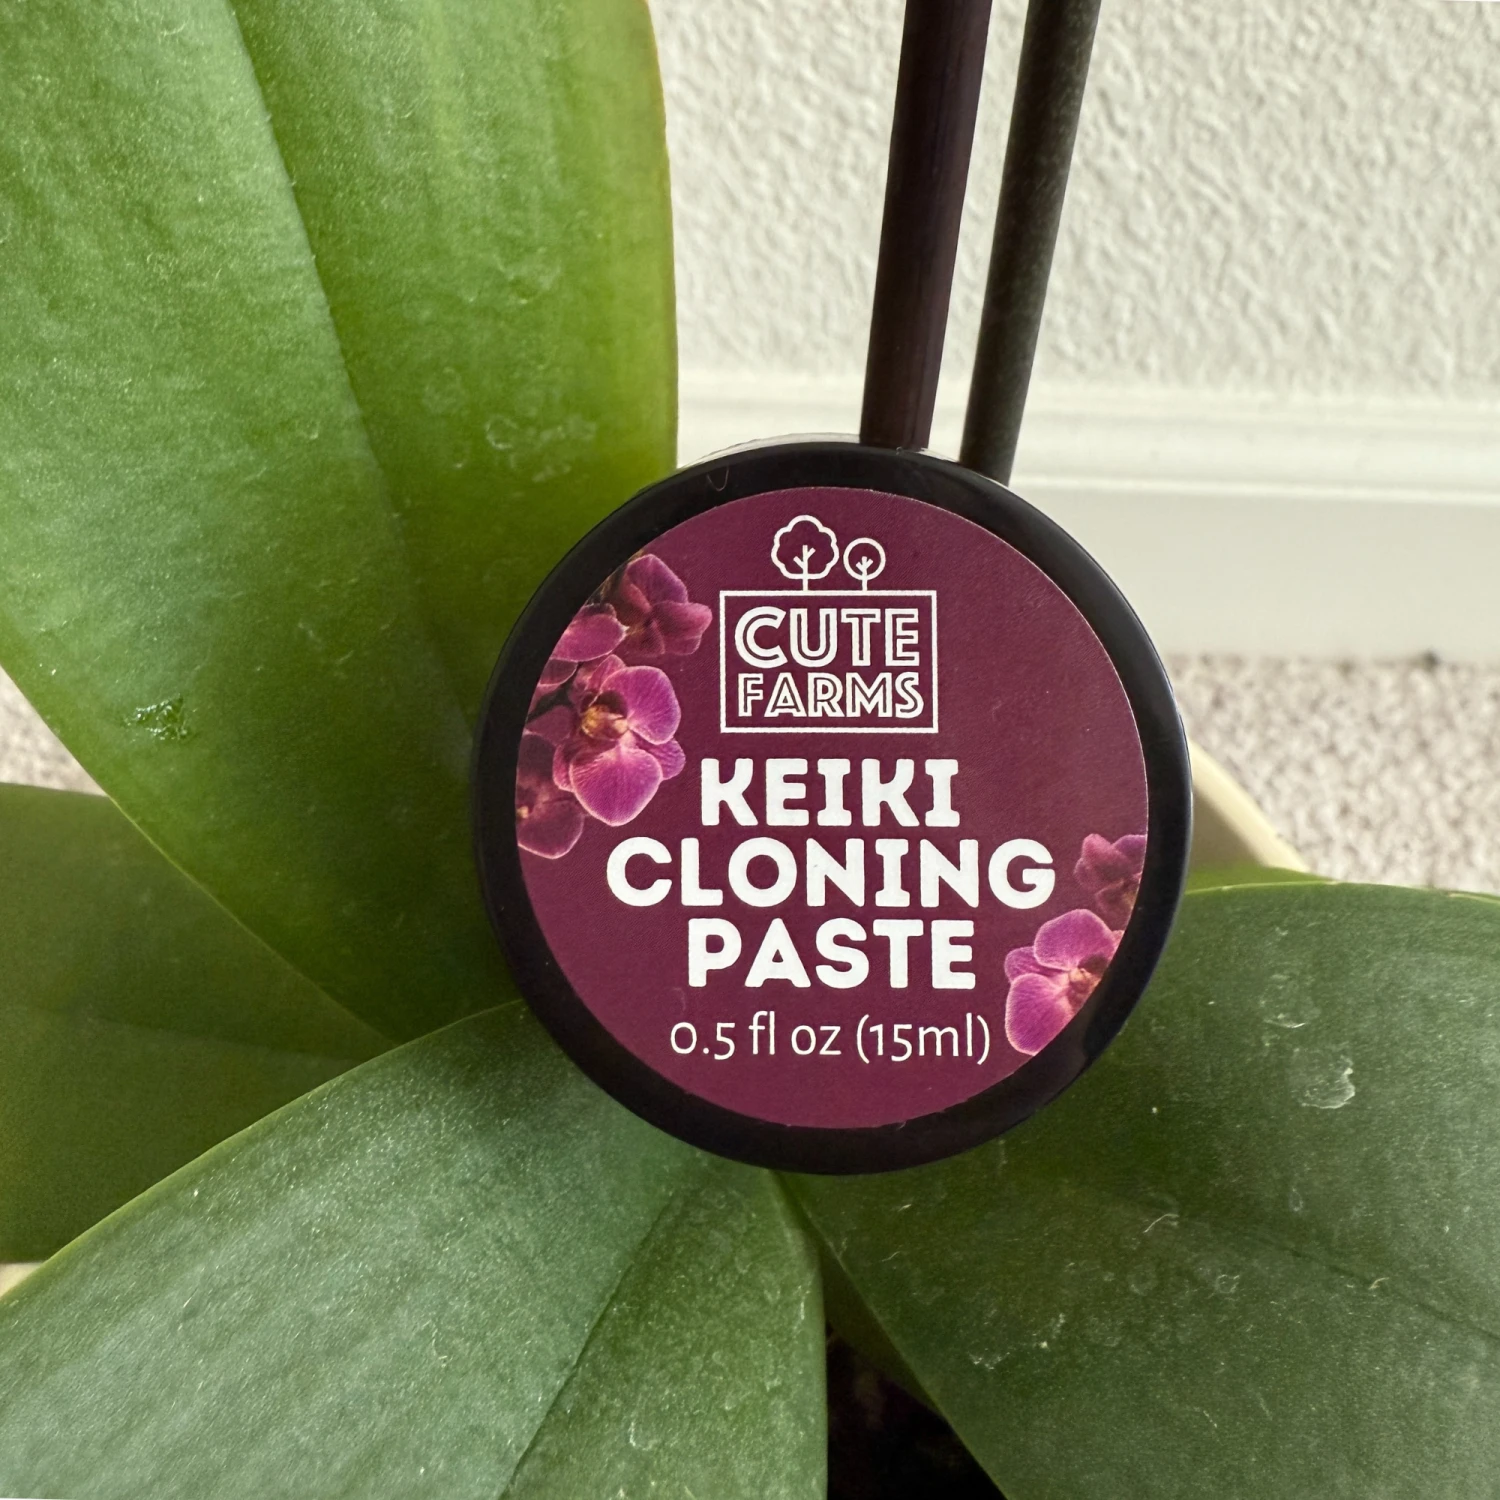 CUTE
FARMS
KEIKI
CLONING
PASTE
0.5 fl oz (15ml)